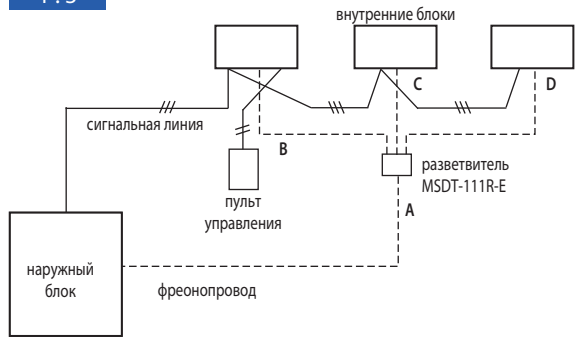 внутренние блоки
C
D
сигнальная линия
B
разветвитель
MSDT-111R-E
пульт
управления
A
наружный
блок
фреонопровод